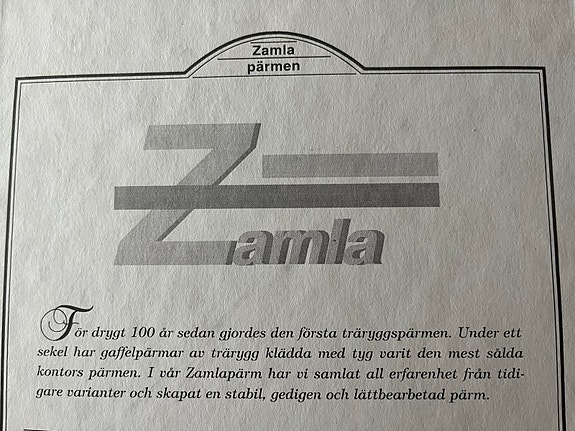 Zamla
pärmen
Zamla
För drygt 100 år sedan gjordes den första träryggspärmen. Under ett
sekel har gaffelpärmar av trärygg klädda med tyg varit den mest sålda
kontors pärmen. I vår Zamlapärm har vi samlat all erfarenhet från tidi-
gare varianter och skapat en stabil, gedigen och lättbearbetad pärm.